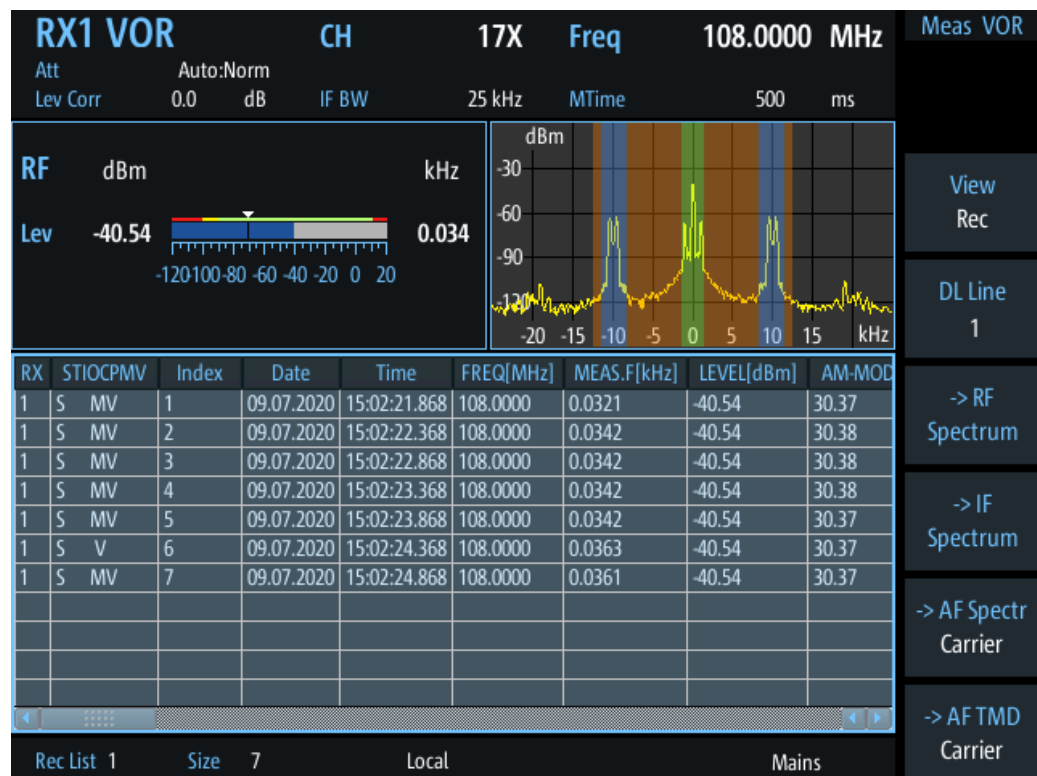 RX1 VOR CH 17X Freq 108.0000 MHz
Att Auto:Norm
Lev Corr 0.0 dB IF BW 25 kHz MTime 500 ms
RF dBm kHz
Lev -40.54 0.034
-120-100-80 -60 -40 -20 0 20
dBm
-30
-60
-90
-120
-20 -15 -10 -5 0 5 10 15 kHz
RX STIOCPMV Index Date Time FREQ[MHz] MEAS.F[kHz] LEVEL[dBm] AM-MOD
1 S MV 1 09.07.2020 15:02:21.868 108.0000 0.0321 -40.54 30.37
1 S MV 2 09.07.2020 15:02:22.368 108.0000 0.0342 -40.54 30.38
1 S MV 3 09.07.2020 15:02:22.868 108.0000 0.0342 -40.54 30.38
1 S MV 4 09.07.2020 15:02:23.368 108.0000 0.0342 -40.54 30.38
1 S MV 5 09.07.2020 15:02:23.868 108.0000 0.0342 -40.54 30.37
1 S V 6 09.07.2020 15:02:24.368 108.0000 0.0363 -40.54 30.37
1 S MV 7 09.07.2020 15:02:24.868 108.0000 0.0361 -40.54 30.37
Rec List 1 Size 7 Local Mains
Meas VOR
View
Rec
DL Line
1
-> RF
Spectrum
-> IF
Spectrum
-> AF Spectr
Carrier
-> AF TMD
Carrier